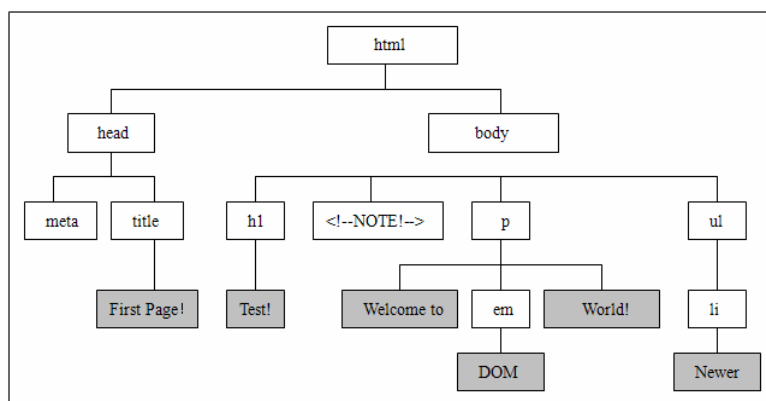 html
head
body
meta
title
h1
<!--NOTE!-->
p
ul
First Page!
Test!
Welcome to
em
World!
li
DOM
Newer